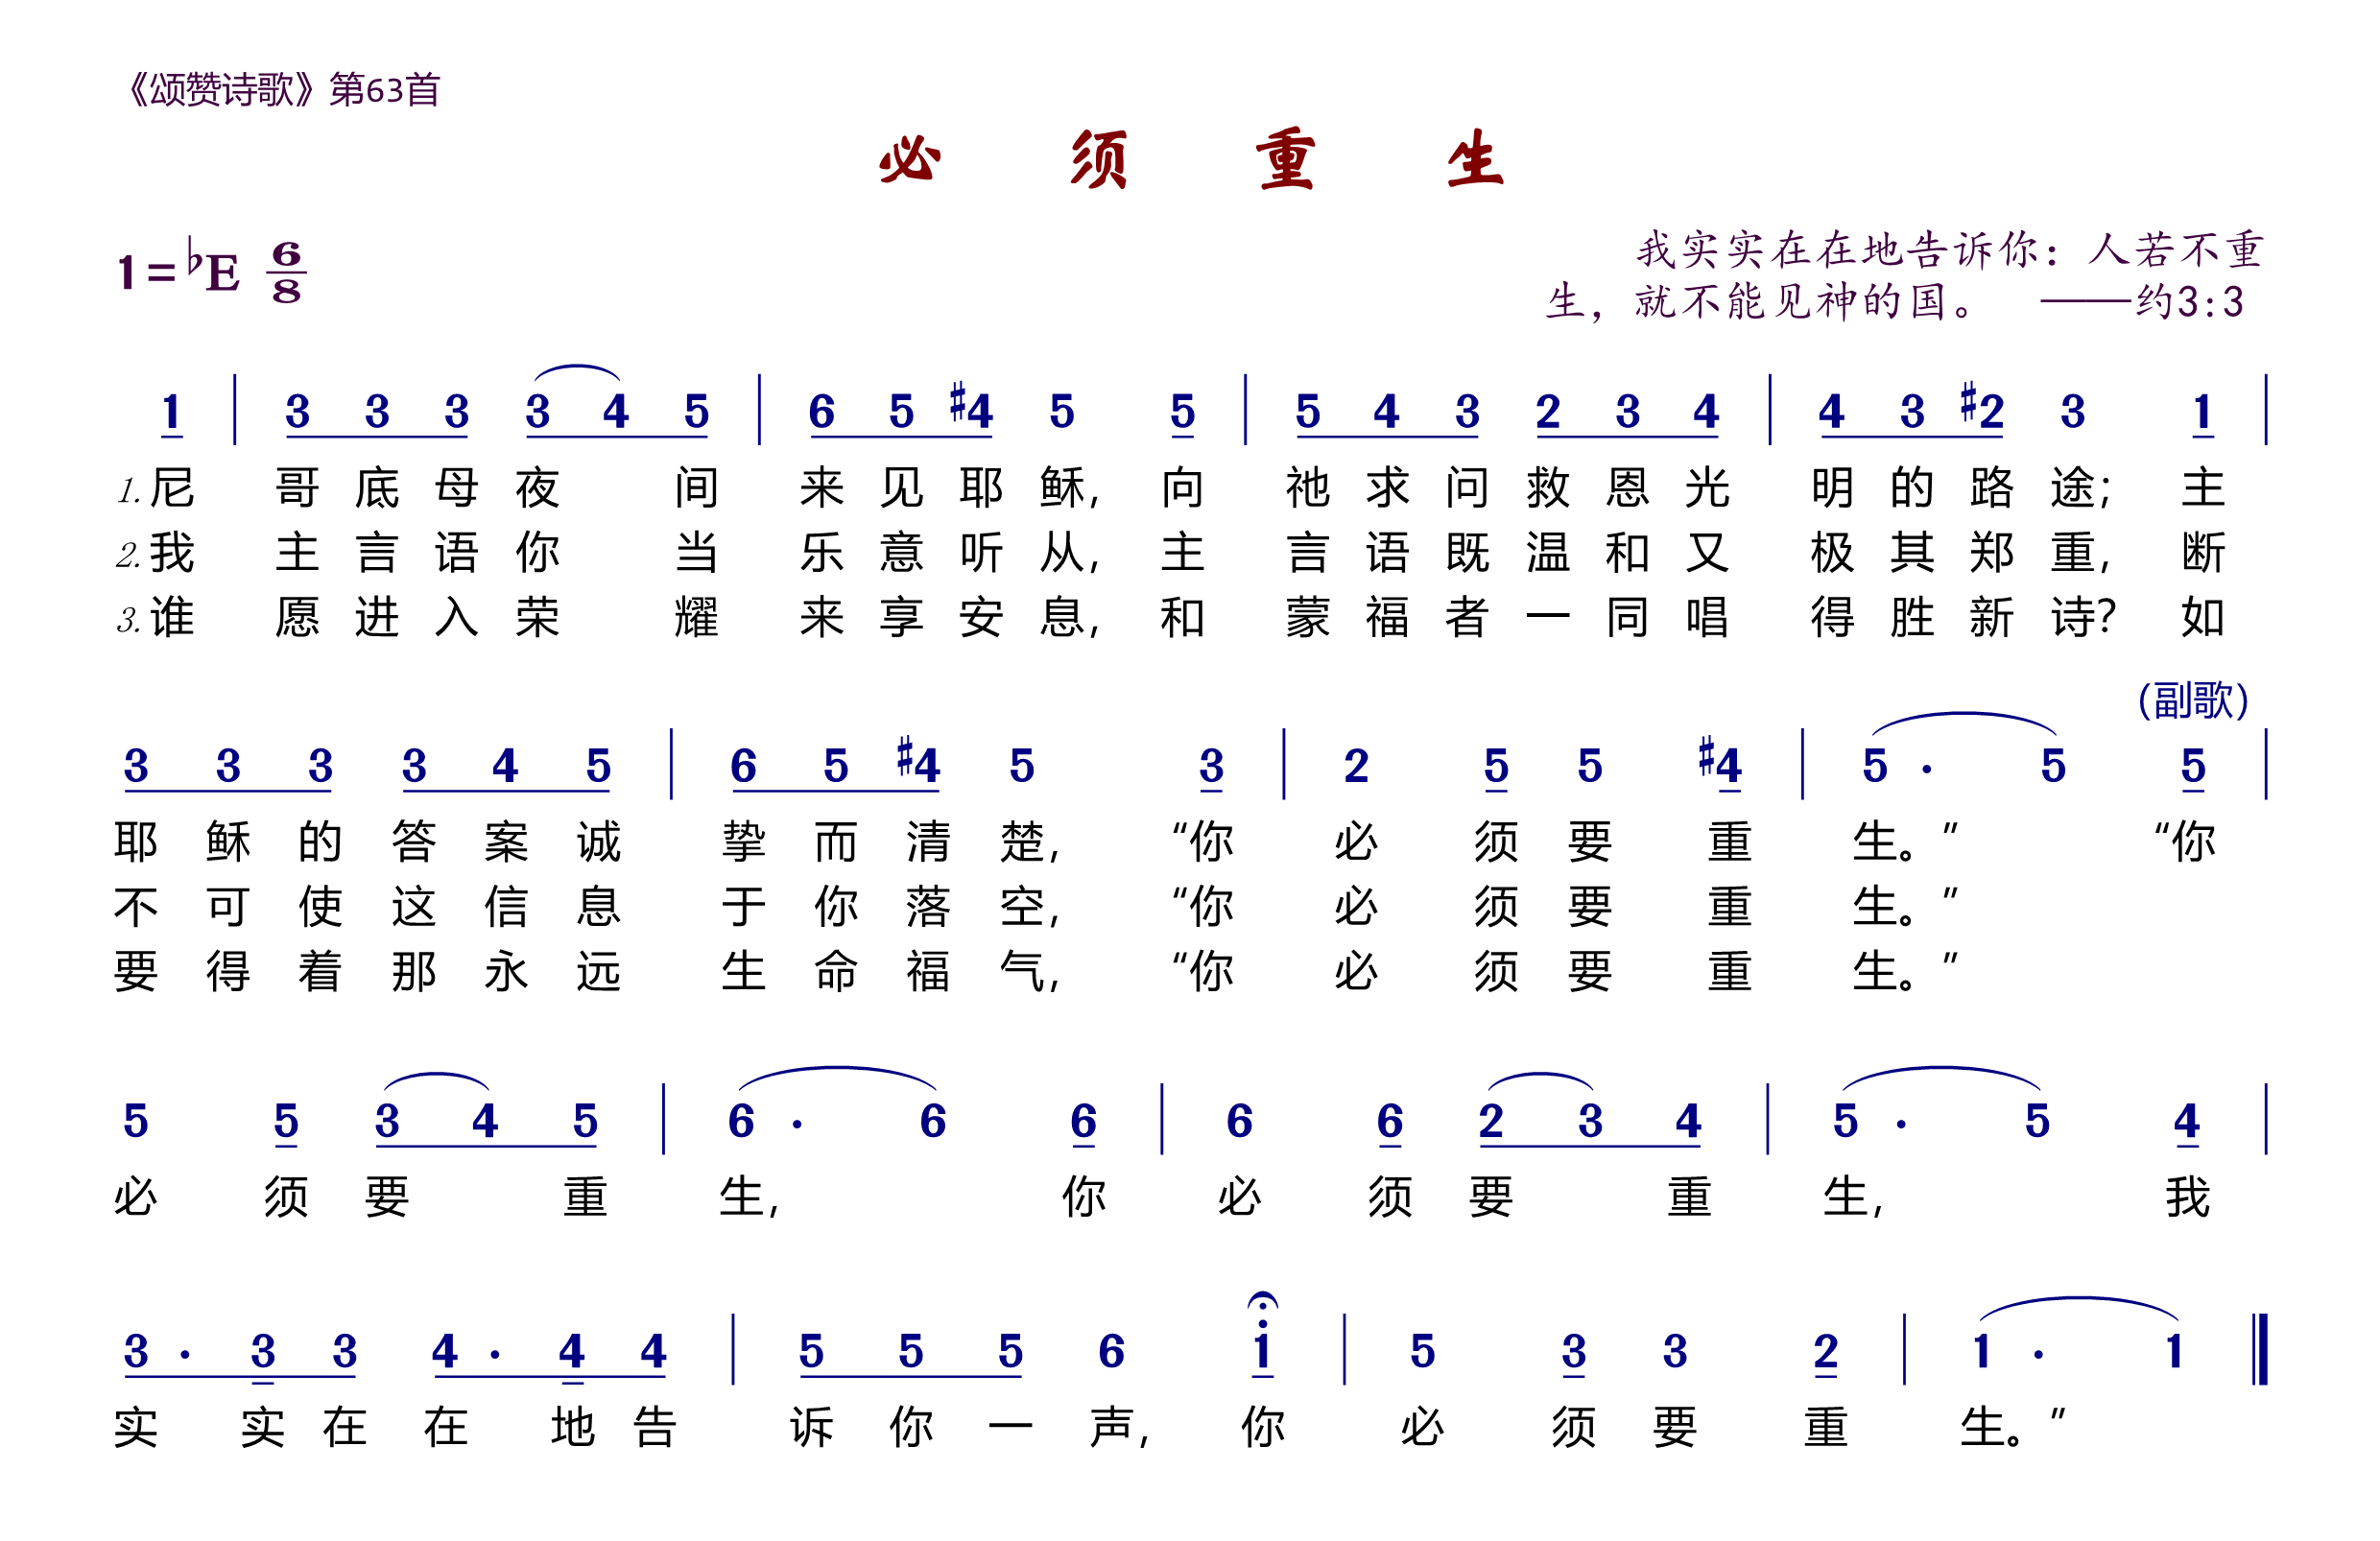 《颂赞诗歌》第63首
必 须 重 生
1=♭E 6/8
我实实在在地告诉你：人若不重
生，就不能见神的国。 ——约3:3
1 | 3 3 3 3 4 5 | 6 5 #4 5 5 | 5 4 3 2 3 4 | 4 3 #2 3 1 |
1.尼 哥底母夜间 来见耶稣，向 祂求问救恩光 明的路途；主
2.我 主言语你当 乐意听从，主 言语既温和又 极其郑重，断
3.谁 愿进入荣耀 来享安息，和 蒙福者一同唱 得胜新诗？如
（副歌）
3 3 3 3 4 5 | 6 5 #4 5 3 | 2 5 5 #4 | 5 · 5 5 |
耶稣的答案诚 挚而清楚，“你 必须要重 生。” “你
不可使这信息 于你落空，“你 必须要重 生。”
要得着那永远 生命福气，“你 必须要重 生。”
5 5 3 4 5 | 6 · 6 6 | 6 6 2 3 4 | 5 · 5 4 |
必须要重 生， 你 必须要重 生， 我
3 · 3 3 4 · 4 4 | 5 5 5 6 1̇ | 5 3 3 2 | 1 · 1 ‖
实实在在地告 诉你一声，你 必须要重 生。”